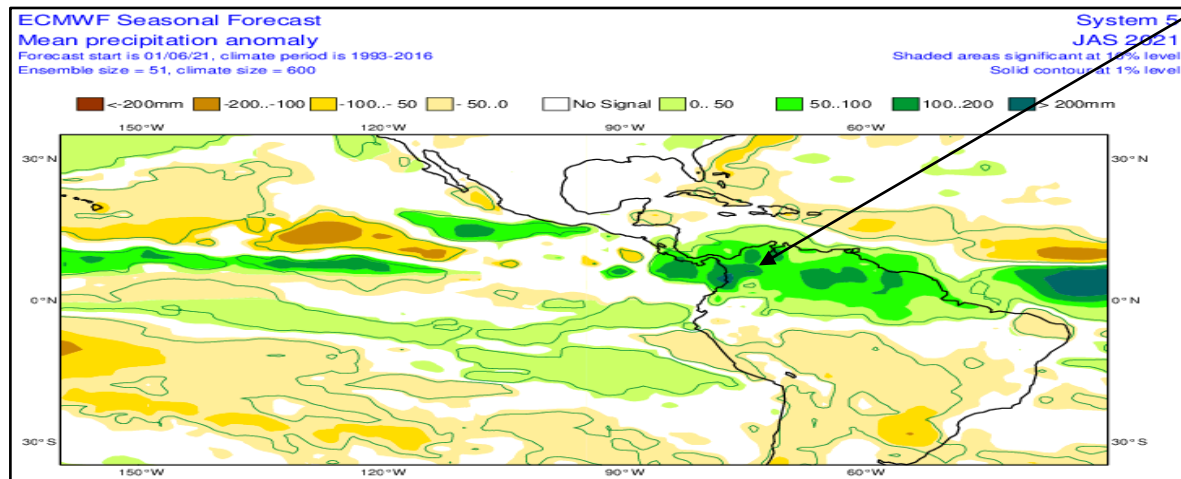 ECMWF Seasonal Forecast System 5
Mean precipitation anomaly JAS 2021
Forecast start is 01/06/21, climate period is 1993-2016 Shaded areas significant at 10% level
Ensemble size = 51, climate size = 600 Solid contour at 1% level
<-200mm -200..-100 -100..- 50 - 50..0 No Signal 0.. 50 50..100 100..200 > 200mm
150°W 120°W 90°W 60°W
30°N 30°N
0°N 0°N
30°S 30°S
150°W 120°W 90°W 60°W